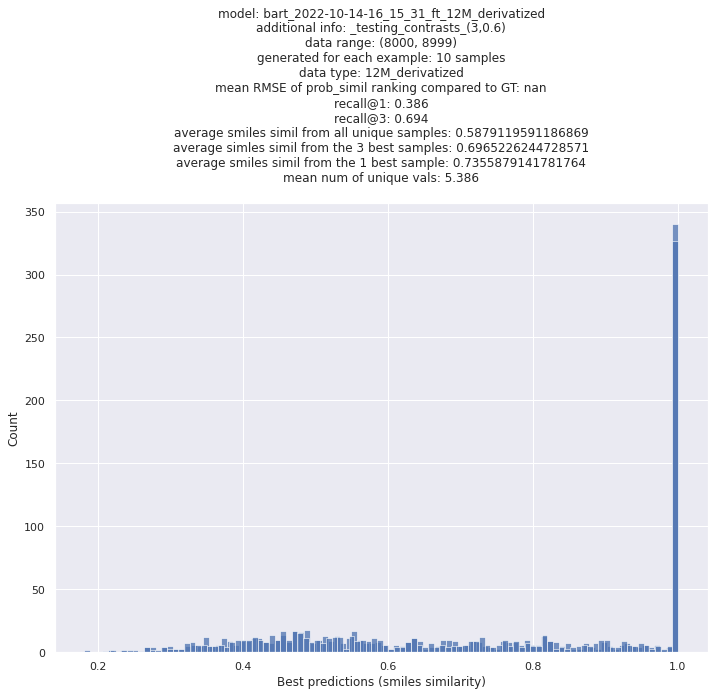 model: bart_2022-10-14-16_15_31_ft_12M_derivatized
additional info: _testing_contrasts_(3,0.6)
data range: (8000, 8999)
generated for each example: 10 samples
data type: 12M_derivatized
mean RMSE of prob_simil ranking compared to GT: nan
recall@1: 0.386
recall@3: 0.694
average smiles simil from all unique samples: 0.5879119591186869
average smiles simil from the 3 best samples: 0.6965226244728571
average smiles simil from the 1 best sample: 0.7355879141781764
mean num of unique vals: 5.386
350
300
250
200
150
100
50
0
Count
0.2 0.4 0.6 0.8 1.0
Best predictions (smiles similarity)